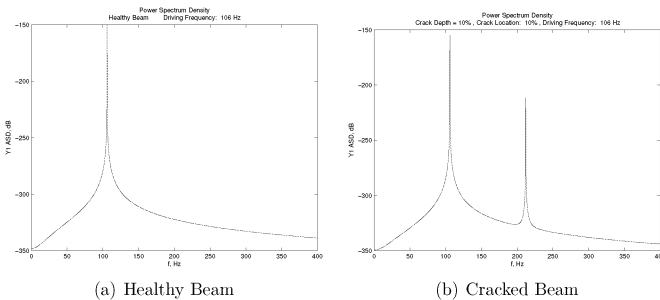 Power Spectrum Density
Healthy Beam Driving Frequency: 106 Hz
-150
-200
-250
-300
-350
Y1 ASD, dB
0 50 100 150 200 250 300 350 400
f, Hz
(a) Healthy Beam
Power Spectrum Density
Crack Depth = 10% , Crack Location: 10% , Driving Frequency: 106 Hz
-150
-200
-250
-300
-350
Y1 ASD, dB
0 50 100 150 200 250 300 350 400
f, Hz
(b) Cracked Beam